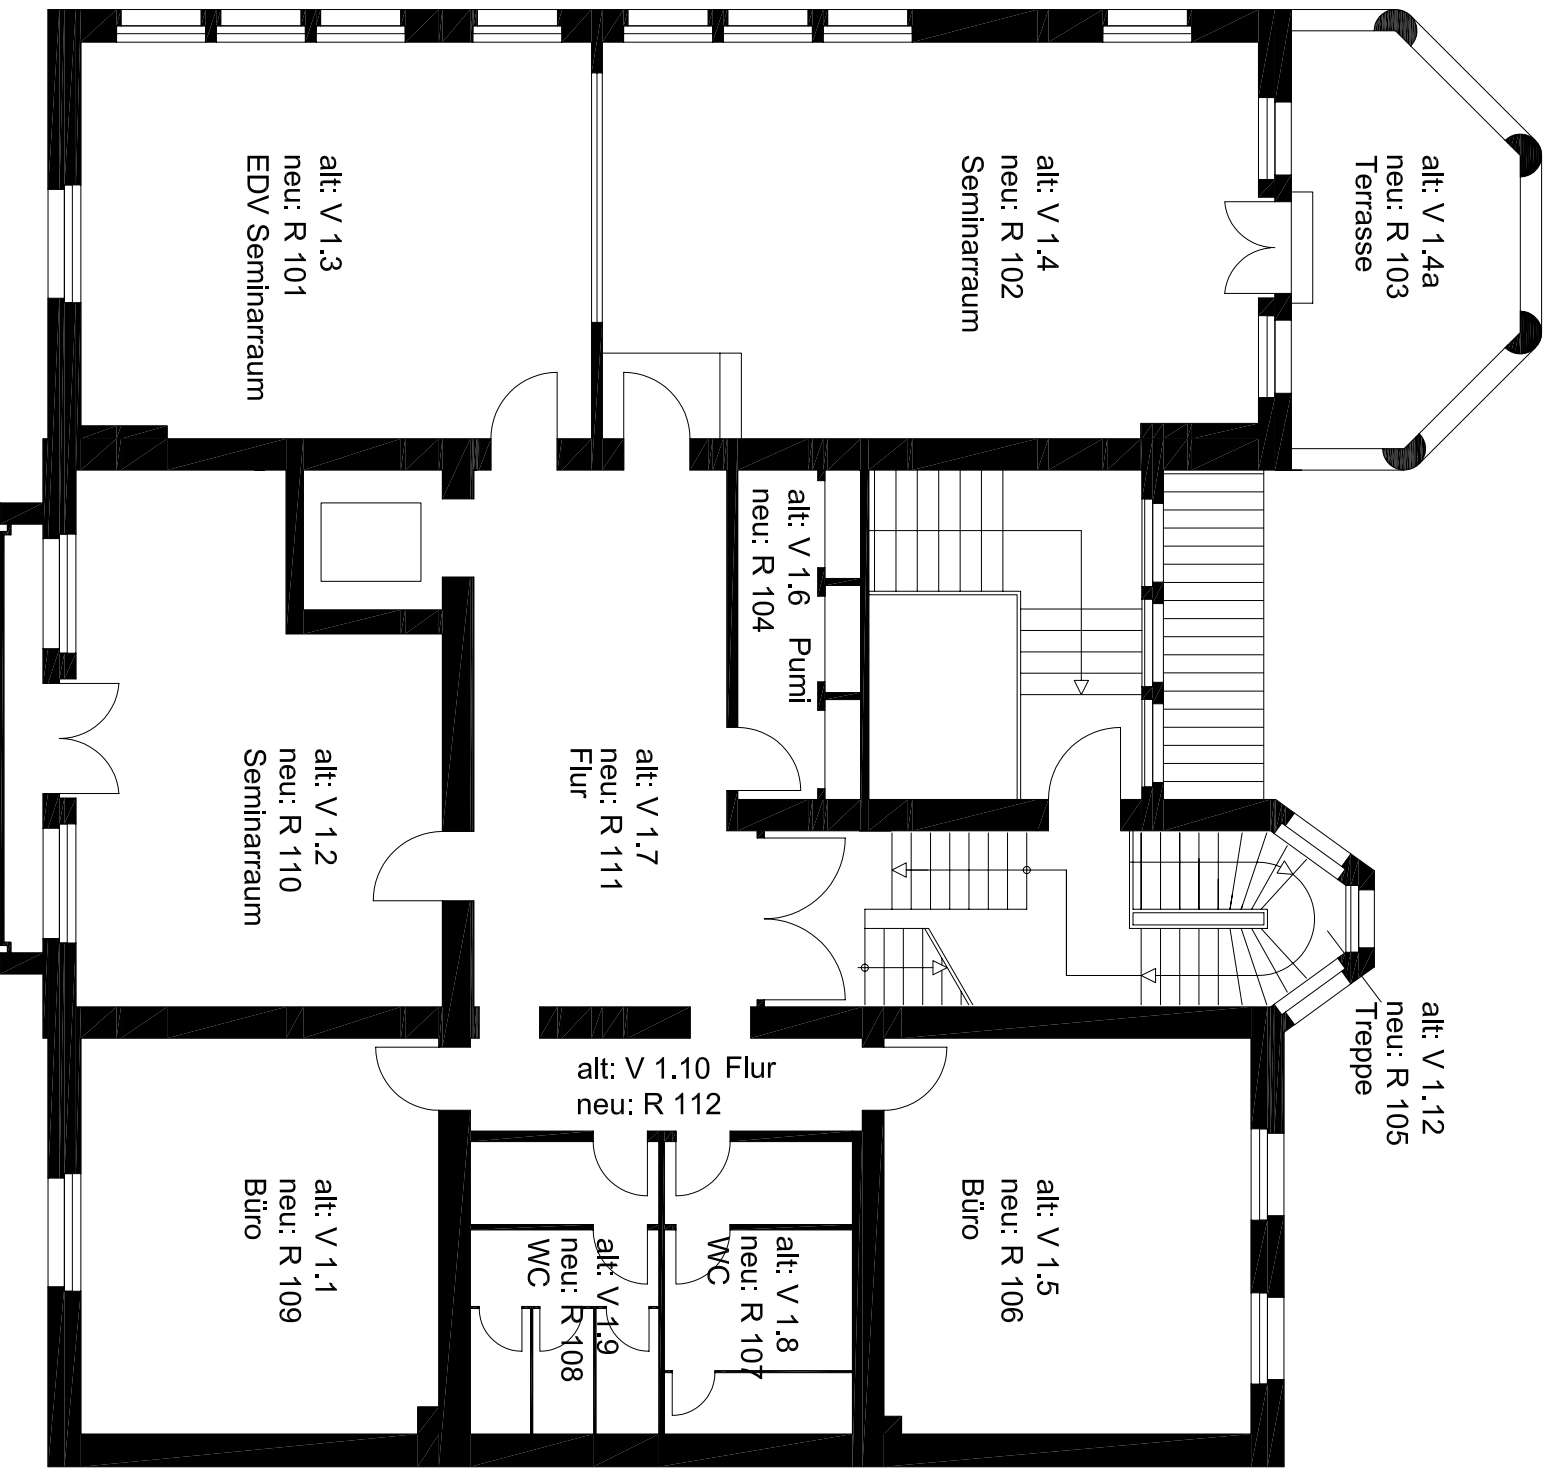 alt: V 1.3
neu: R 101
EDV Seminarraum
alt: V 1.4
neu: R 102
Seminarraum
alt: V 1.4a
neu: R 103
Terrasse
alt: V 1.6 Pumi
neu: R 104
alt: V 1.2
neu: R 110
Seminarraum
alt: V 1.7
neu: R 111
Flur
alt: V 1.12
neu: R 105
Treppe
alt: V 1.10 Flur
neu: R 112
alt: V 1.1
neu: R 109
Büro
alt: V 1.9
neu: R 108
WC
alt: V 1.8
neu: R 107
WC
alt: V 1.5
neu: R 106
Büro